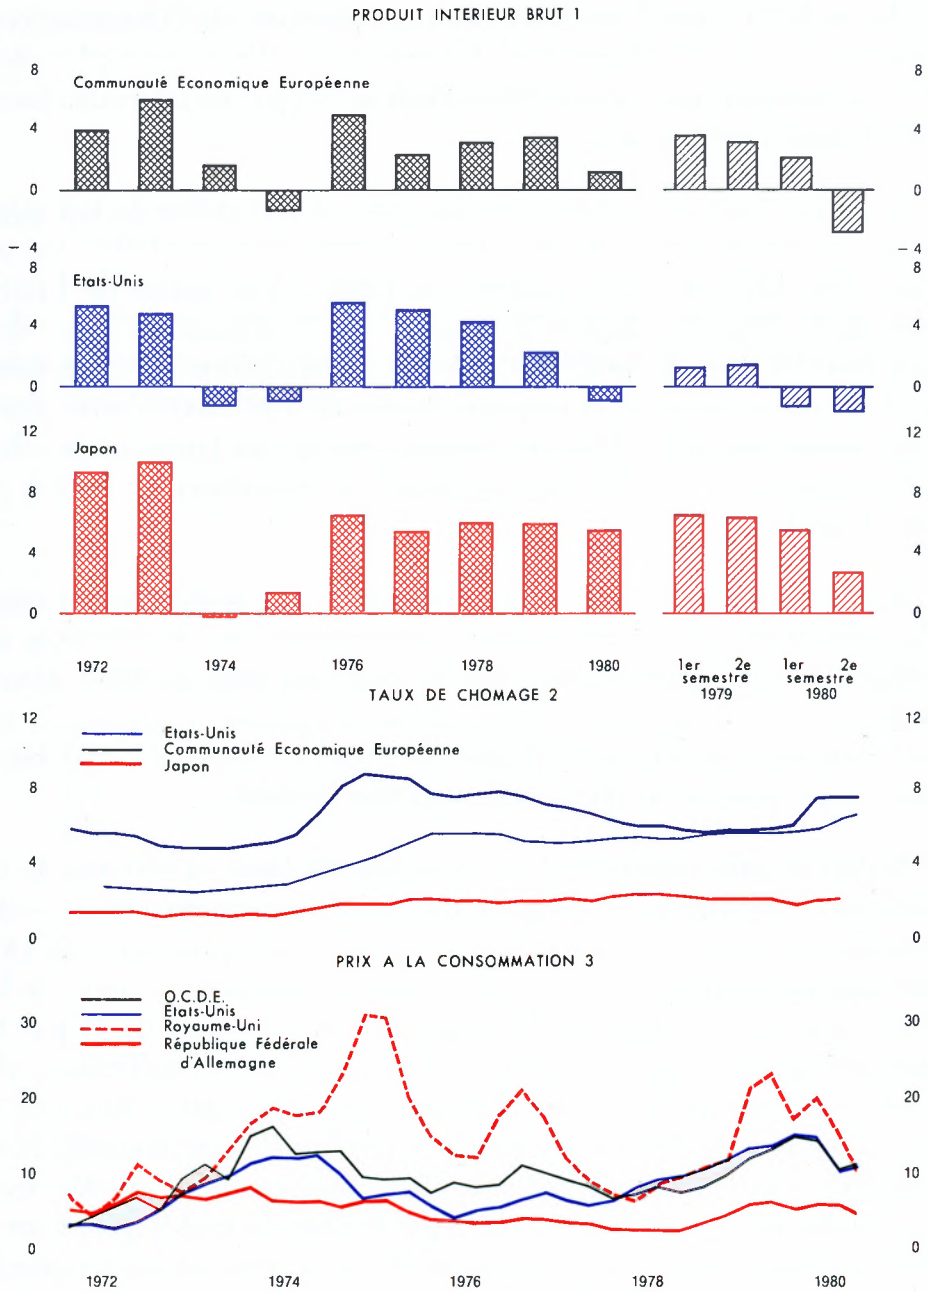 PRODUIT INTERIEUR BRUT 1
8 8
Communauté Economique Européenne
4 4
0 0
– 4 – 4
8 8
Etats-Unis
4 4
0 0
12 12
Japon
8 8
4 4
0 0
1972 1974 1976 1978 1980 1er 2e 1er 2e
semestre semestre
1979 1980
TAUX DE CHOMAGE 2
12 12
Etats-Unis
Communauté Economique Européenne
Japon
8 8
4 4
0 0
PRIX A LA CONSOMMATION 3
O.C.D.E.
Etats-Unis
30 30
Royaume-Uni
République Fédérale
d'Allemagne
20 20
10 10
0 0
1972 1974 1976 1978 1980